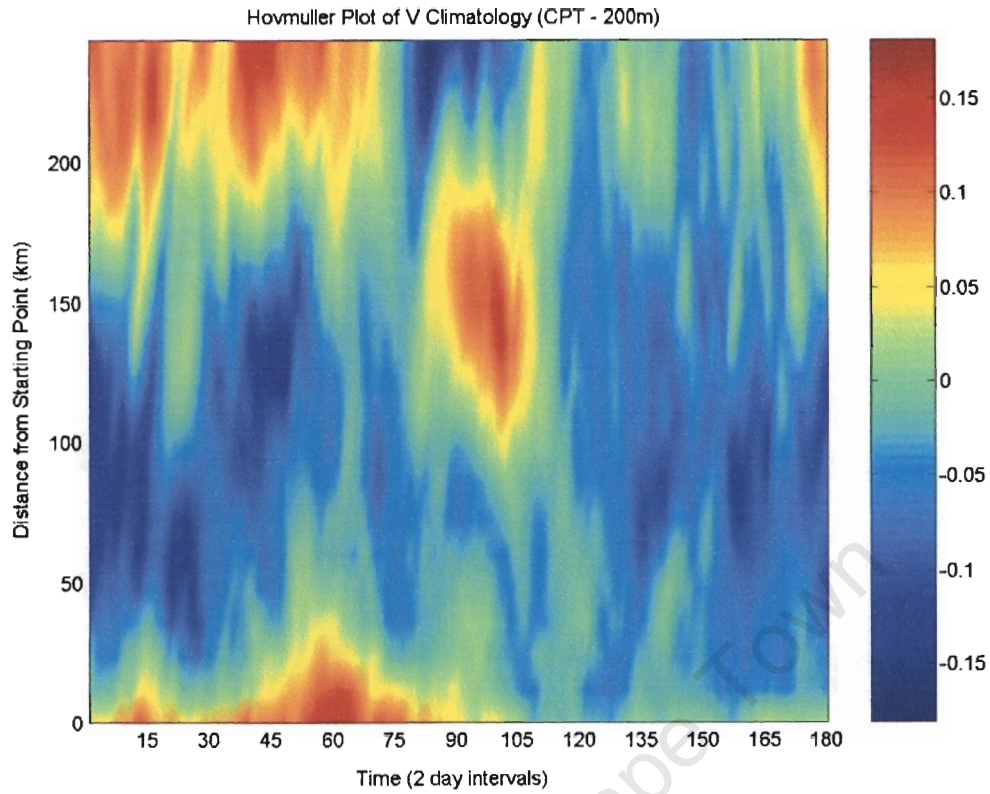 Hovmuller Plot of V Climatology (CPT - 200m)
Distance from Starting Point (km)
200
150
100
50
0
15 30 45 60 75 90 105 120 135 150 165 180
Time (2 day intervals)
0.15
0.1
0.05
0
-0.05
-0.1
-0.15
Town